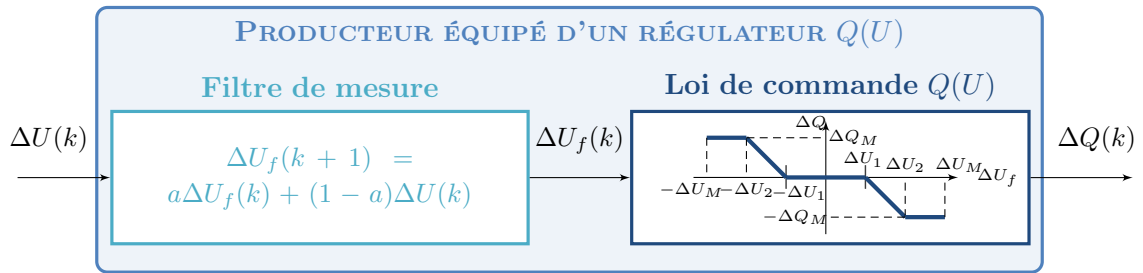 PRODUCTEUR ÉQUIPÉ D'UN RÉGULATEUR Q(U)
Filtre de mesure
Loi de commande Q(U)
ΔU(k)
ΔU_f(k + 1) =
aΔU_f(k) + (1 − a)ΔU(k)
ΔU_f(k)
ΔQ
ΔQ_M
ΔU_1
ΔU_2
ΔU_M
ΔU_f
−ΔU_M
−ΔU_2
−ΔU_1
−ΔQ_M
ΔQ(k)